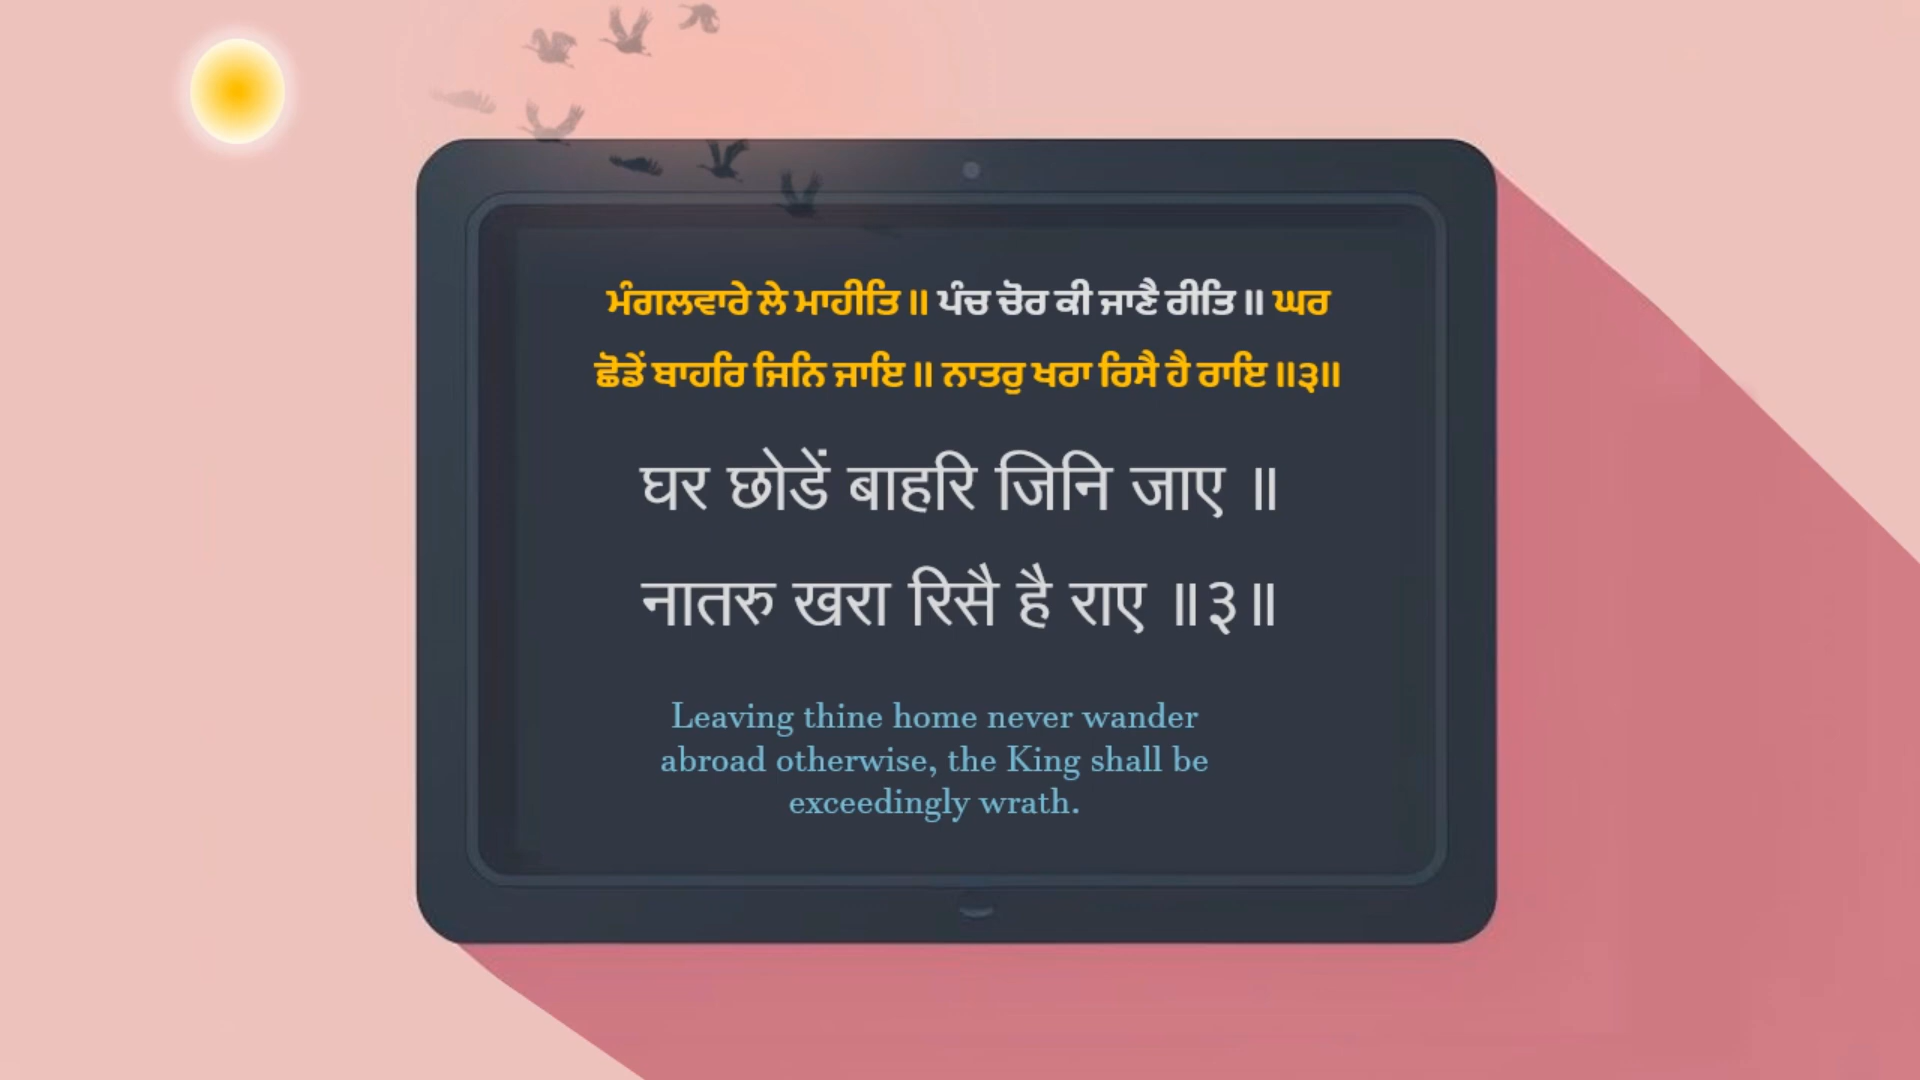 ਮੰਗਲਵਾਰੇ ਲੇ ਮਾਹੀਤਿ ॥ ਪੰਚ ਚੋਰ ਕੀ ਜਾਣੈ ਰੀਤਿ ॥ ਘਰ
ਛੋਡੇਂ ਬਾਹਰਿ ਜਿਨਿ ਜਾਇ ॥ ਨਾਤਰੁ ਖਰਾ ਰਿਸੈ ਹੈ ਰਾਇ ॥੩॥
घर छोडें बाहरि जिनि जाए ॥
नातरु खरा रिसै है राए ॥३॥
Leaving thine home never wander
abroad otherwise, the King shall be
exceedingly wrath.